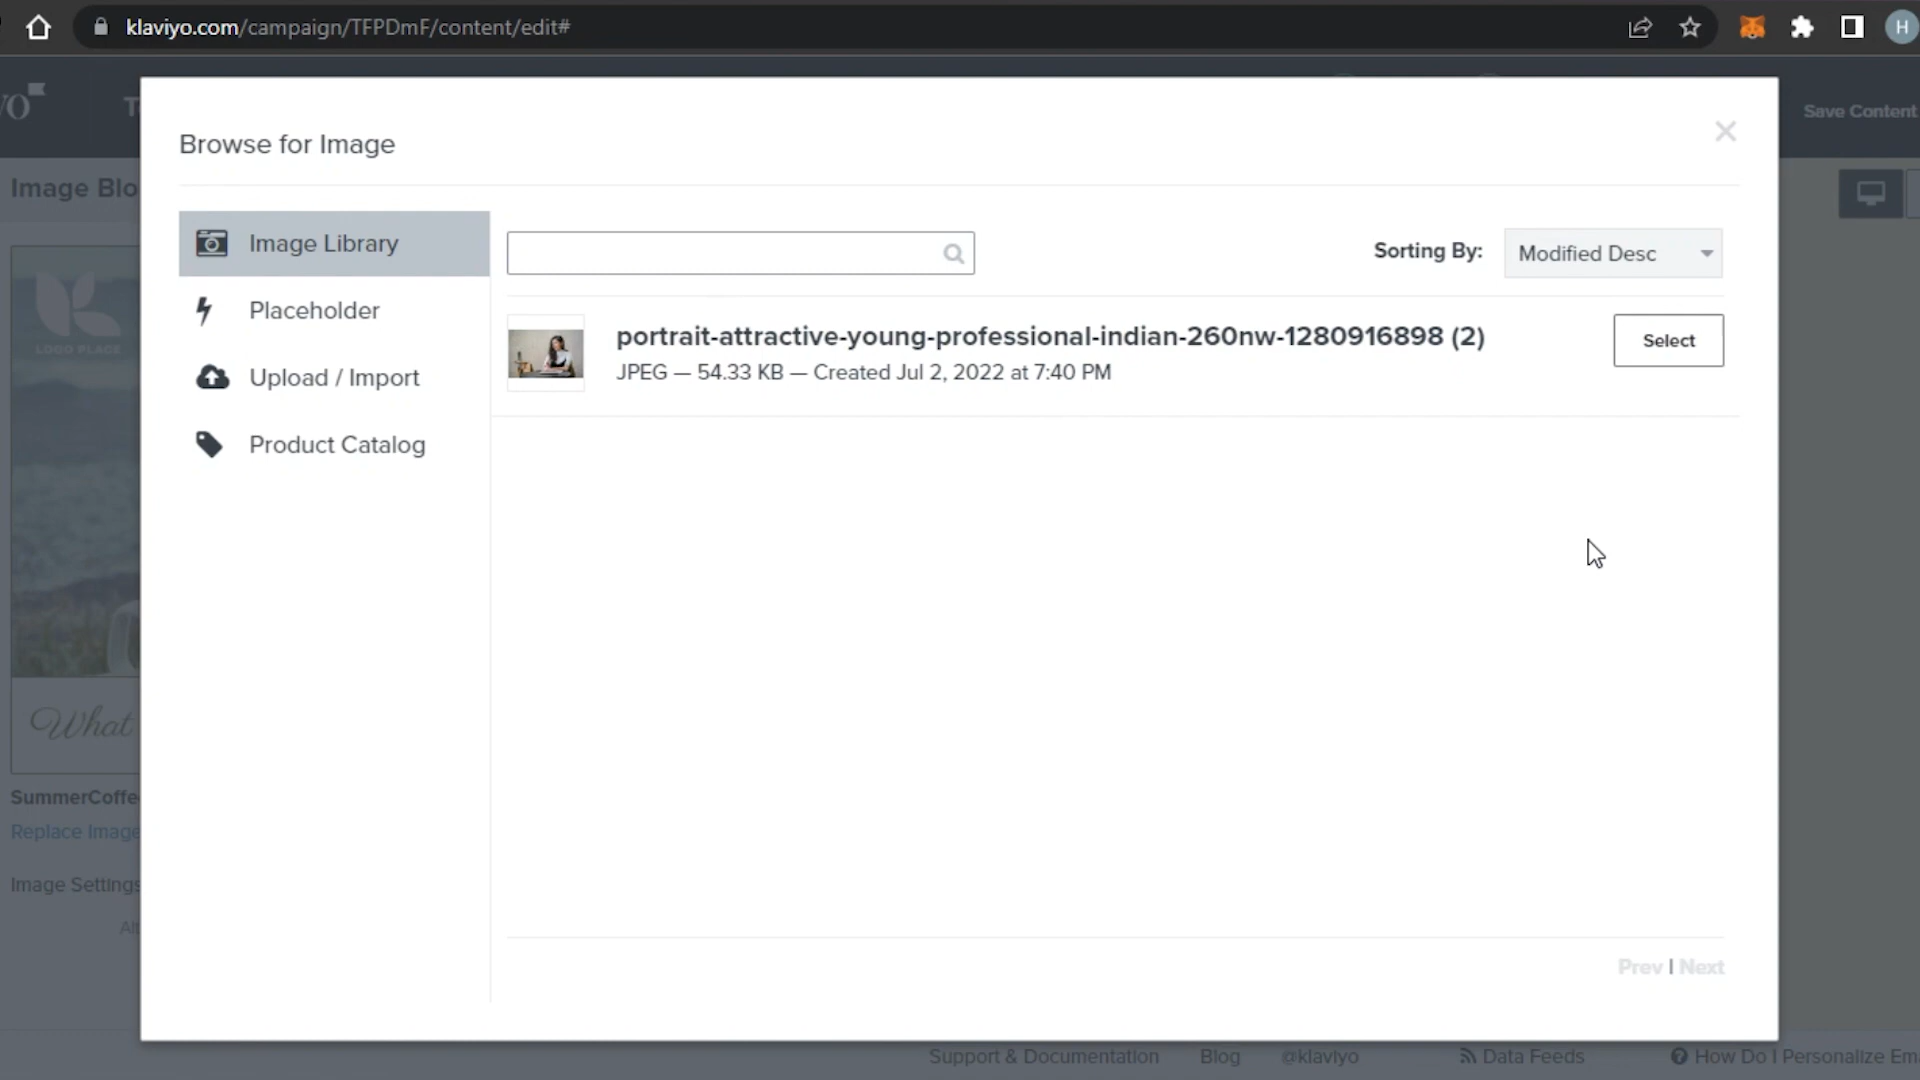 klaviyo.com/campaign/TFPDmF/content/edit#
H
Save Content
Browse for Image
Image Library
Sorting By:
Modified Desc
Placeholder
portrait-attractive-young-professional-indian-260nw-1280916898 (2)
Select
JPEG — 54.33 KB — Created Jul 2, 2022 at 7:40 PM
Upload / Import
Product Catalog
LOGO PLACE
What
SummerCoffe
Replace Image
Image Settings
Prev | Next
Support & Documentation
Blog
@klaviyo
Data Feeds
How Do I Personalize